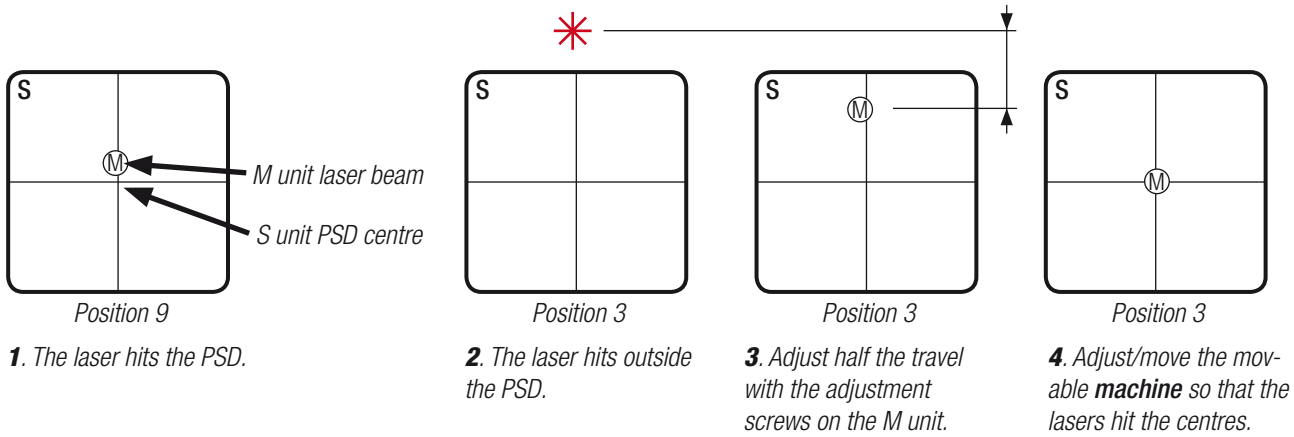 S
M
M unit laser beam
S unit PSD centre
Position 9
1. The laser hits the PSD.
S
Position 3
2. The laser hits outside
the PSD.
S
M
Position 3
3. Adjust half the travel
with the adjustment
screws on the M unit.
S
M
Position 3
4. Adjust/move the mov-
able machine so that the
lasers hit the centres.